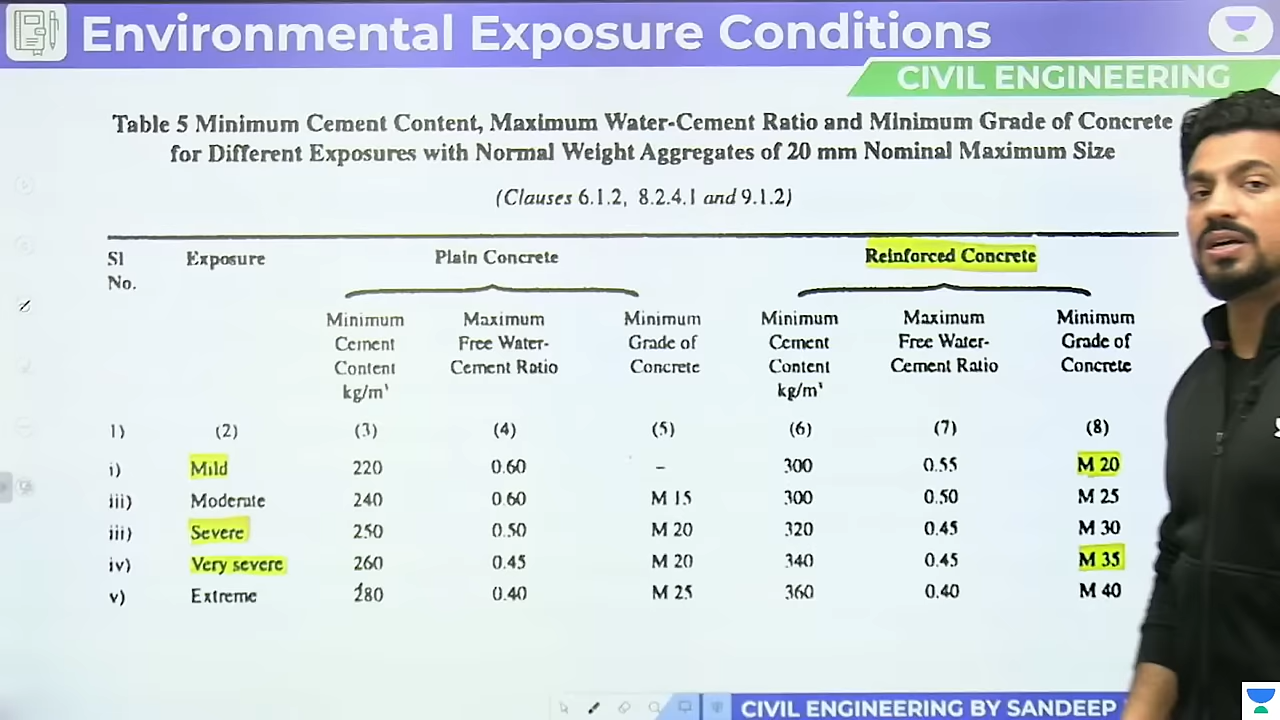 Environmental Exposure Conditions
CIVIL ENGINEERING
Table 5 Minimum Cement Content, Maximum Water-Cement Ratio and Minimum Grade of Concrete
for Different Exposures with Normal Weight Aggregates of 20 mm Nominal Maximum Size
(Clauses 6.1.2, 8.2.4.1 and 9.1.2)
Sl No. Exposure Plain Concrete Reinforced Concrete
Minimum Maximum Minimum Minimum Maximum Minimum
Cement Free Water- Grade of Cement Free Water- Grade of
Content Cement Ratio Concrete Content Cement Ratio Concrete
kg/m³ kg/m³
1) (2) (3) (4) (5) (6) (7) (8)
i) Mild 220 0.60 – 300 0.55 M 20
iii) Moderate 240 0.60 M 15 300 0.50 M 25
iii) Severe 250 0.50 M 20 320 0.45 M 30
iv) Very severe 260 0.45 M 20 340 0.45 M 35
v) Extreme 280 0.40 M 25 360 0.40 M 40
CIVIL ENGINEERING BY SANDEEP